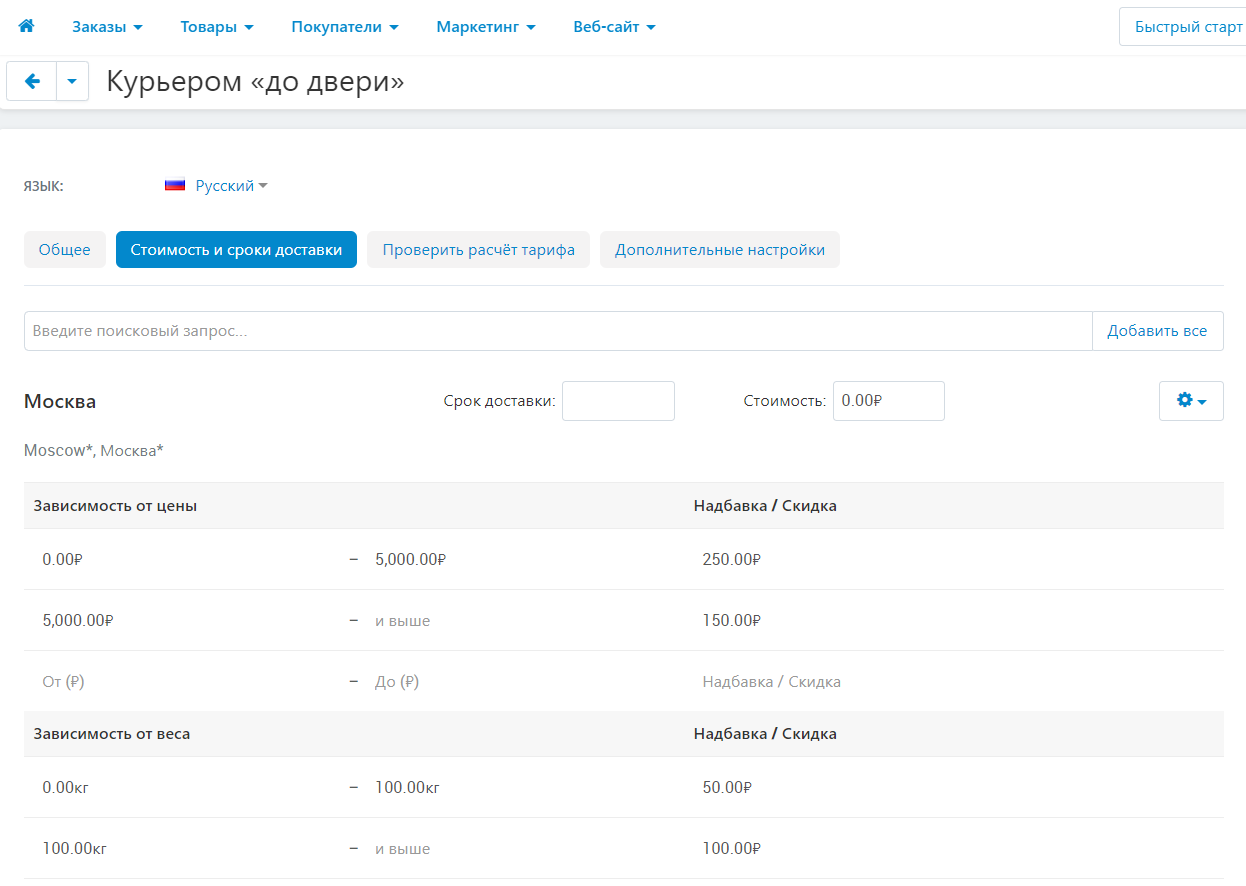 Заказы Товары Покупатели Маркетинг Веб-сайт Быстрый старт
Курьером «до двери»
ЯЗЫК: Русский
Общее Стоимость и сроки доставки Проверить расчёт тарифа Дополнительные настройки
Введите поисковый запрос... Добавить все
Москва Срок доставки: Стоимость: 0.00₽
Moscow*, Москва*
Зависимость от цены Надбавка / Скидка
0.00₽ – 5,000.00₽ 250.00₽
5,000.00₽ – и выше 150.00₽
От (₽) – До (₽) Надбавка / Скидка
Зависимость от веса Надбавка / Скидка
0.00кг – 100.00кг 50.00₽
100.00кг – и выше 100.00₽